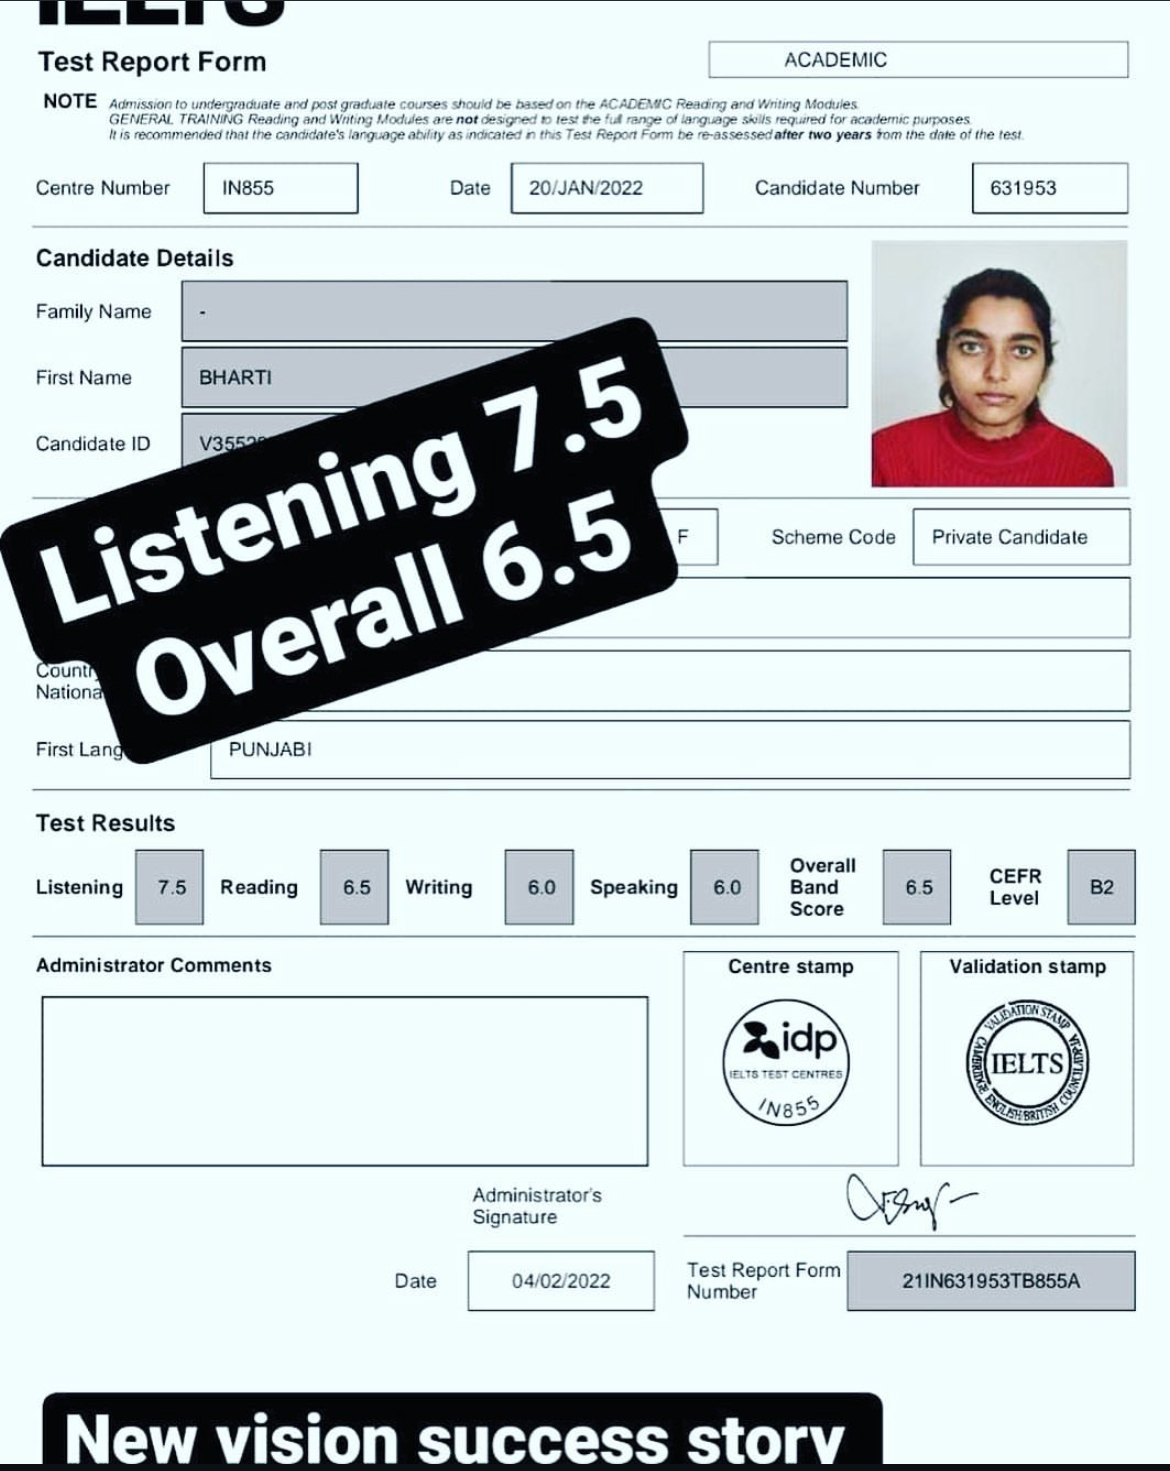 IELTS
Test Report Form
ACADEMIC
NOTE Admission to undergraduate and post graduate courses should be based on the ACADEMIC Reading and Writing Modules.
GENERAL TRAINING Reading and Writing Modules are not designed to test the full range of language skills required for academic purposes.
It is recommended that the candidate's language ability as indicated in this Test Report Form be re-assessed after two years from the date of the test.
Centre Number IN855 Date 20/JAN/2022 Candidate Number 631953
Candidate Details
Family Name -
First Name BHARTI
Candidate ID
Listening 7.5
Overall 6.5
F Scheme Code Private Candidate
First PUNJABI
Test Results
Listening 7.5 Reading 6.5 Writing 6.0 Speaking 6.0 Overall Band Score 6.5 CEFR Level B2
Administrator Comments
Centre stamp
idp
IELTS TEST CENTRES
IN855
Validation stamp
VALIDATION STAMP
IELTS
CAMBRIDGE ENGLISH/BRITISH COUNCIL/IDP:IA
Administrator's
Signature
Date 04/02/2022
Test Report Form
Number
21IN631953TB855A
New vision success story